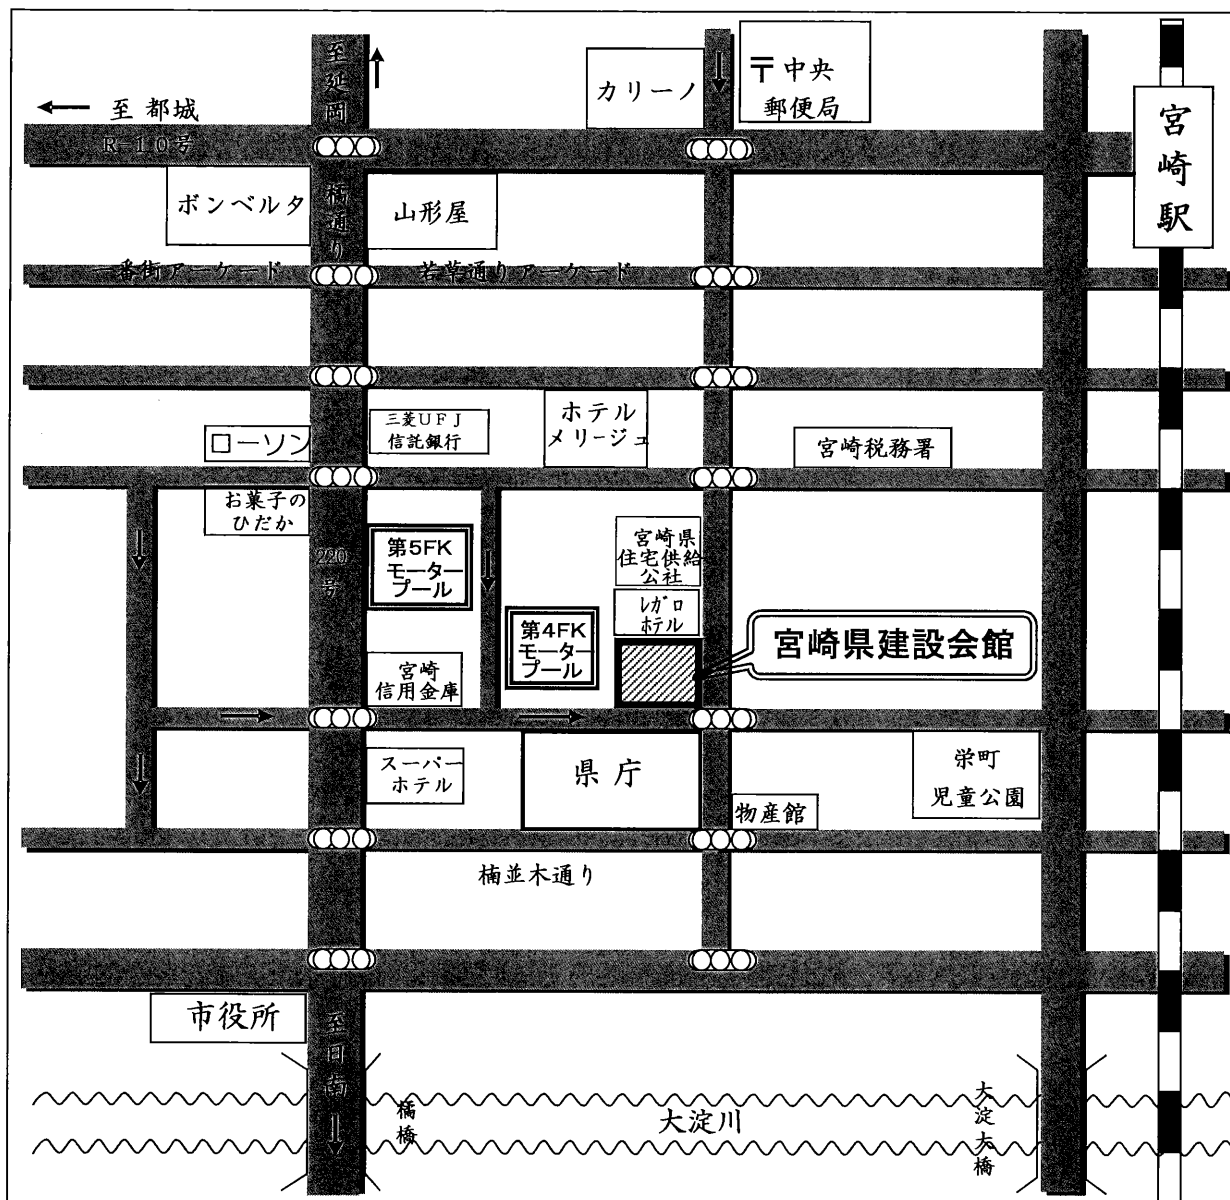 至延岡
カリーノ
〒中央
郵便局
至 都城
R-10号
宮崎駅
ボンベルタ
橘通り
山形屋
一番街アーケード
若草通りアーケード
ローソン
三菱UFJ
信託銀行
ホテル
メリージュ
宮崎税務署
お菓子の
ひだか
220号
第5FK
モーター
プール
宮崎県
住宅供給
公社
レガロ
ホテル
第4FK
モーター
プール
宮崎県建設会館
宮崎
信用金庫
スーパー
ホテル
県庁
物産館
栄町
児童公園
楠並木通り
市役所
至日南
橘橋
大淀川
大淀大橋